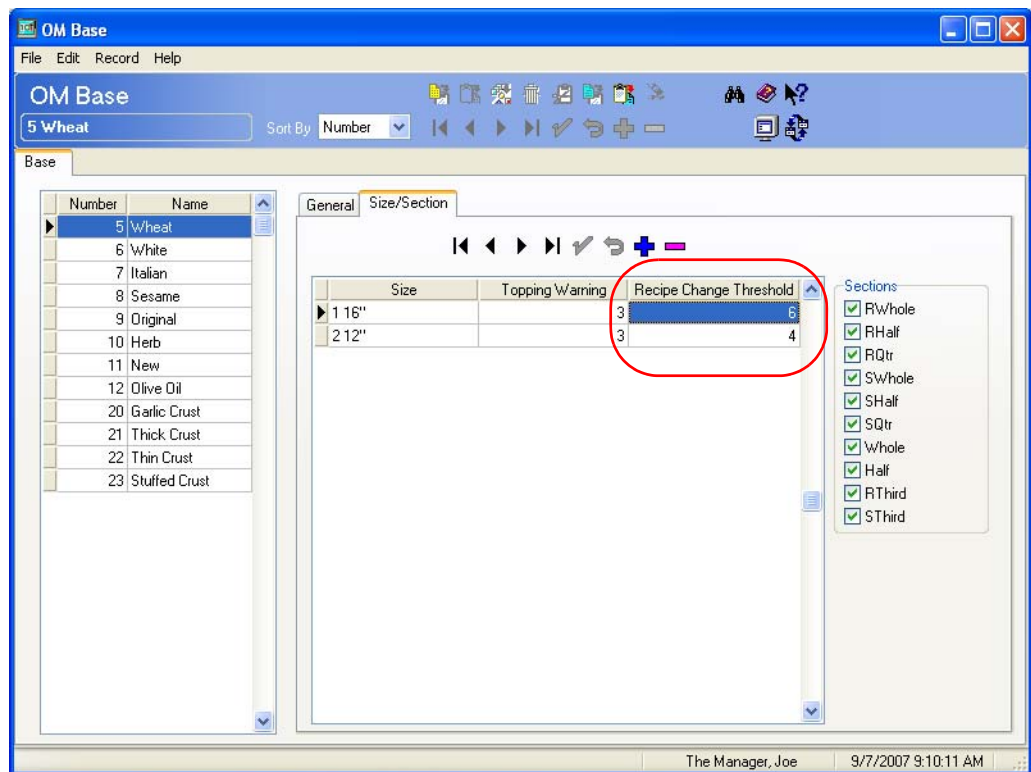 OM Base
File Edit Record Help
OM Base
5 Wheat
Sort By Number
Base
Number Name
5 Wheat
6 White
7 Italian
8 Sesame
9 Original
10 Herb
11 New
12 Olive Oil
20 Garlic Crust
21 Thick Crust
22 Thin Crust
23 Stuffed Crust
General Size/Section
Size Topping Warning Recipe Change Threshold
1 16" 3 6
2 12" 3 4
Sections
RWhole
RHalf
RQtr
SWhole
SHalf
SQtr
Whole
Half
RThird
SThird
The Manager, Joe 9/7/2007 9:10:11 AM